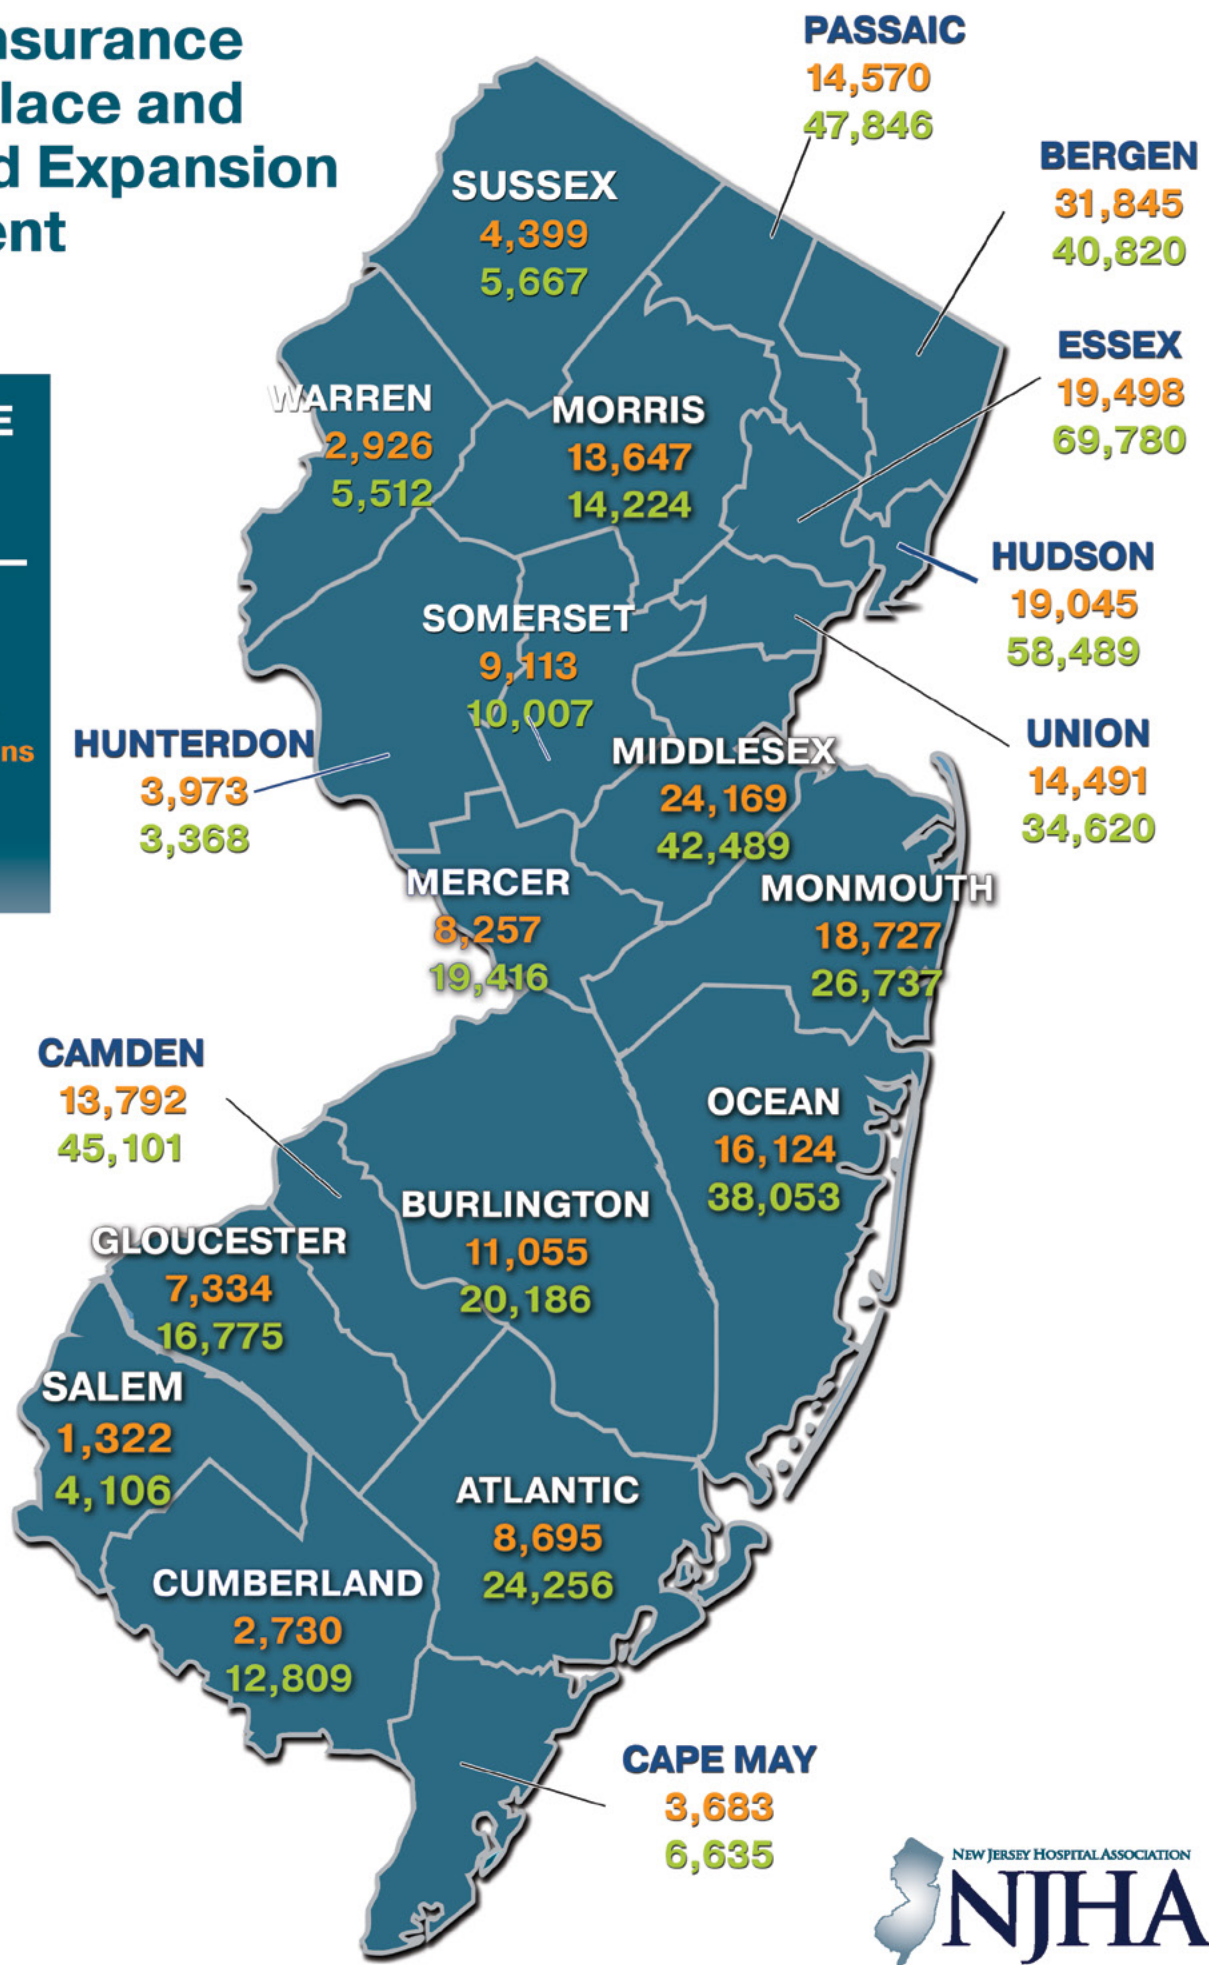 nsurance
lace and
d Expansion
ent
E
ns
PASSAIC
14,570
47,846
BERGEN
31,845
40,820
SUSSEX
4,399
5,667
ESSEX
19,498
69,780
WARREN
2,926
5,512
MORRIS
13,647
14,224
HUDSON
19,045
58,489
SOMERSET
9,113
10,007
UNION
14,491
34,620
HUNTERDON
3,973
3,368
MIDDLESEX
24,169
42,489
MERCER
8,257
19,416
MONMOUTH
18,727
26,737
CAMDEN
13,792
45,101
OCEAN
16,124
38,053
BURLINGTON
11,055
20,186
GLOUCESTER
7,334
16,775
SALEM
1,322
4,106
ATLANTIC
8,695
24,256
CUMBERLAND
2,730
12,809
CAPE MAY
3,683
6,635
NEW JERSEY HOSPITAL ASSOCIATION
NJHA